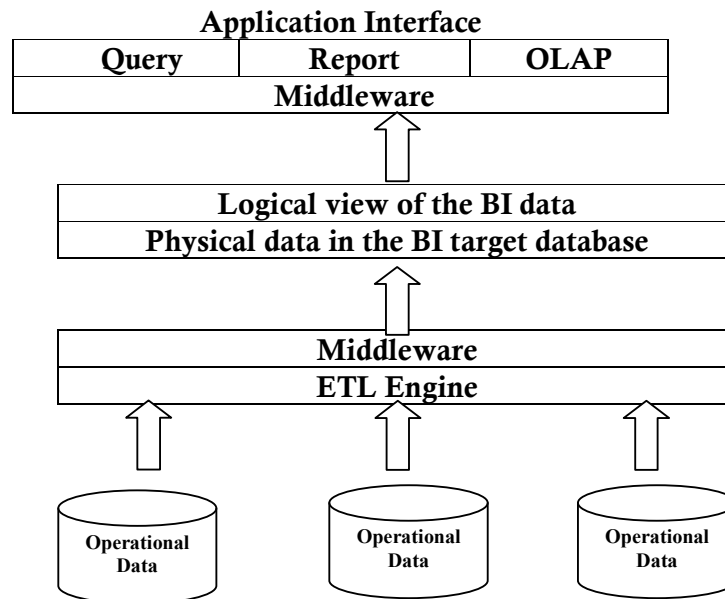 Application Interface
Query Report OLAP
Middleware
Logical view of the BI data
Physical data in the BI target database
Middleware
ETL Engine
Operational
Data
Operational
Data
Operational
Data